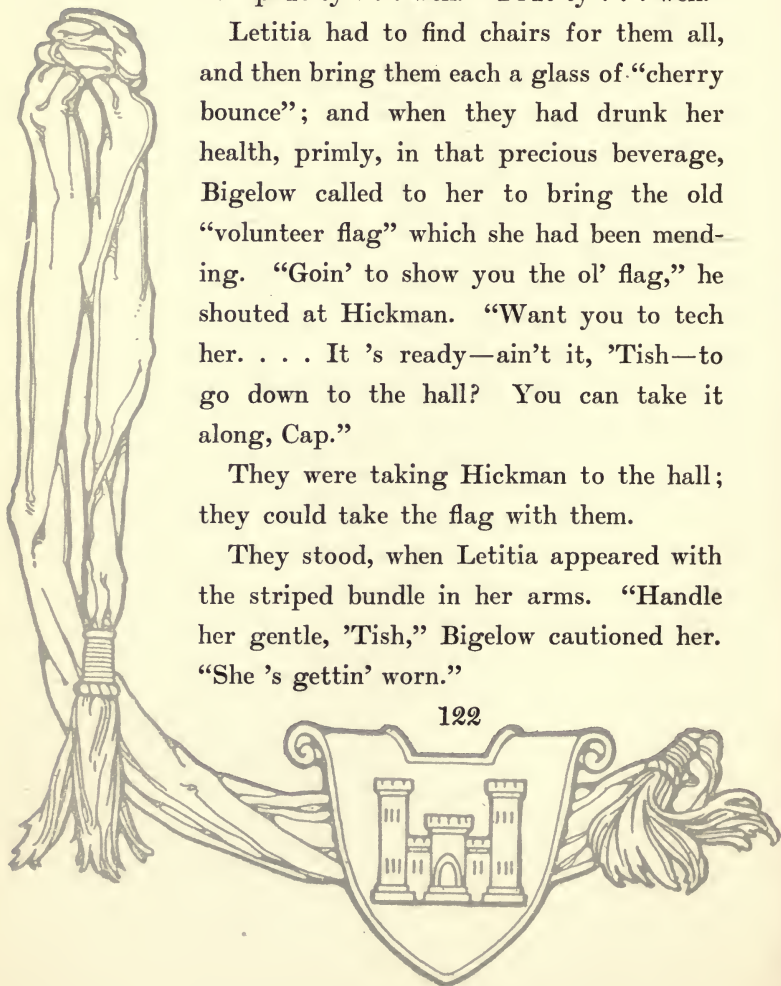 Letitia had to find chairs for them all,
and then bring them each a glass of "cherry
bounce"; and when they had drunk her
health, primly, in that precious beverage,
Bigelow called to her to bring the old
"volunteer flag" which she had been mend-
ing. "Goin' to show you the ol' flag," he
shouted at Hickman. "Want you to tech
her. . . . It 's ready—ain't it, 'Tish—to
go down to the hall? You can take it
along, Cap."
They were taking Hickman to the hall;
they could take the flag with them.
They stood, when Letitia appeared with
the striped bundle in her arms. "Handle
her gentle, 'Tish," Bigelow cautioned her.
"She 's gettin' worn."
122